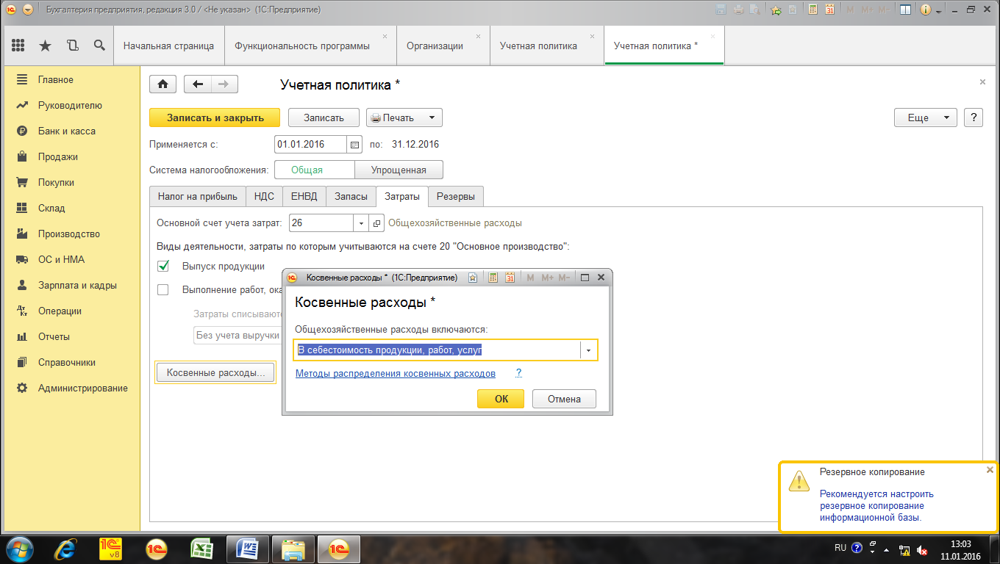 Бухгалтерия предприятия, редакция 3.0 / <Не указан> (1С:Предприятие)
M M+ M-
Начальная страница
Функциональность программы
Организации
Учетная политика
Учетная политика *
Главное
Руководителю
Банк и касса
Продажи
Покупки
Склад
Производство
ОС и НМА
Зарплата и кадры
Операции
Отчеты
Справочники
Администрирование
Учетная политика *
Записать и закрыть
Записать
Печать
Еще
?
Применяется с:
01.01.2016
по:
31.12.2016
Система налогообложения:
Общая
Упрощенная
Налог на прибыль
НДС
ЕНВД
Запасы
Затраты
Резервы
Основной счет учета затрат:
26
Общехозяйственные расходы
Виды деятельности, затраты по которым учитываются на счете 20 "Основное производство":
Выпуск продукции
Выполнение работ, ока
Затраты списываютс
Без учета выручки
Косвенные расходы...
Косвенные расходы * (1С:Предприятие)
31
M M+ M-
Косвенные расходы *
Общехозяйственные расходы включаются:
В себестоимость продукции, работ, услуг
Методы распределения косвенных расходов
?
ОК
Отмена
Резервное копирование
Рекомендуется настроить
резервное копирование
информационной базы.
RU
13:03
11.01.2016